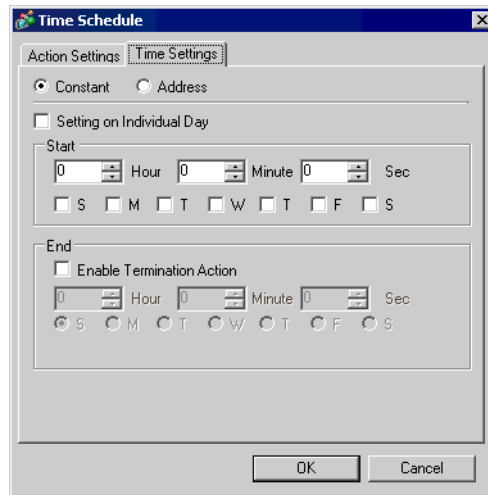 Time Schedule
Action Settings Time Settings
Constant Address
Setting on Individual Day
Start
0 Hour 0 Minute 0 Sec
S M T W T F S
End
Enable Termination Action
0 Hour 0 Minute 0 Sec
S M T W T F S
OK Cancel